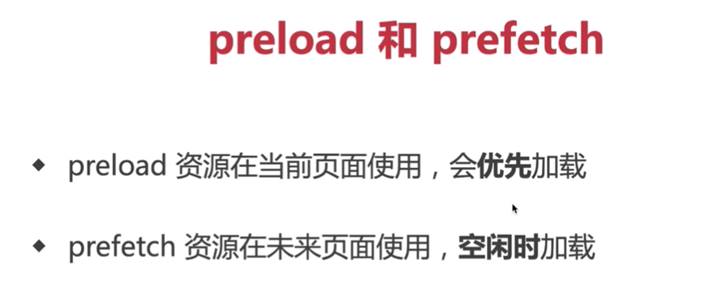 preload 和 prefetch
◆ preload 资源在当前页面使用，会优先加载
◆ prefetch 资源在未来页面使用，空闲时加载